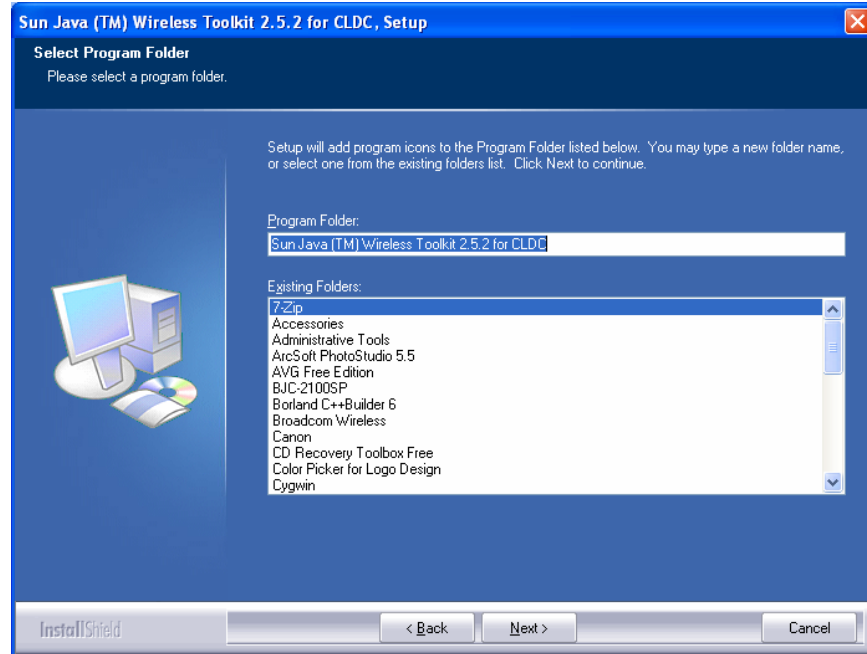 Sun Java (TM) Wireless Toolkit 2.5.2 for CLDC, Setup
Select Program Folder
Please select a program folder.
Setup will add program icons to the Program Folder listed below. You may type a new folder name,
or select one from the existing folders list. Click Next to continue.
Program Folder:
Sun Java (TM) Wireless Toolkit 2.5.2 for CLDC
Existing Folders:
7-Zip
Accessories
Administrative Tools
ArcSoft PhotoStudio 5.5
AVG Free Edition
BJC-2100SP
Borland C++Builder 6
Broadcom Wireless
Canon
CD Recovery Toolbox Free
Color Picker for Logo Design
Cygwin
InstallShield
< Back
Next >
Cancel